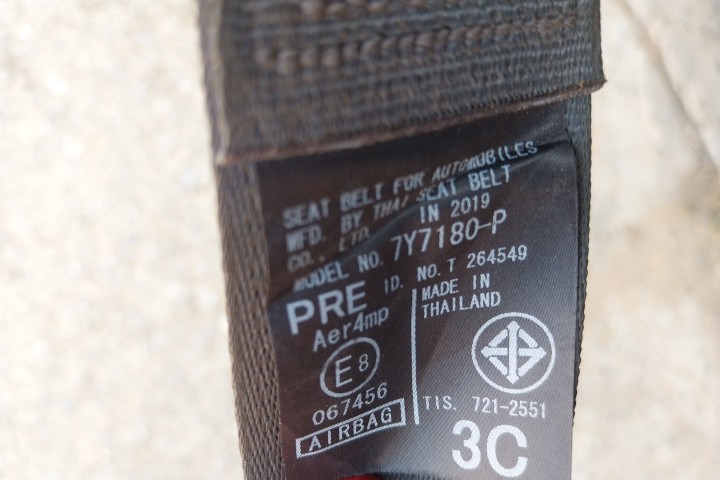 SEAT BELT FOR AUTOMOBILES
MFD. BY THAI SEAT BELT
CO., LTD. IN 2019
MODEL NO. 7Y7180-P
ID. NO. T 264549
PRE
Aer4mp
E8
067456
AIRBAG
MADE IN
THAILAND
TIS. 721-2551
3C